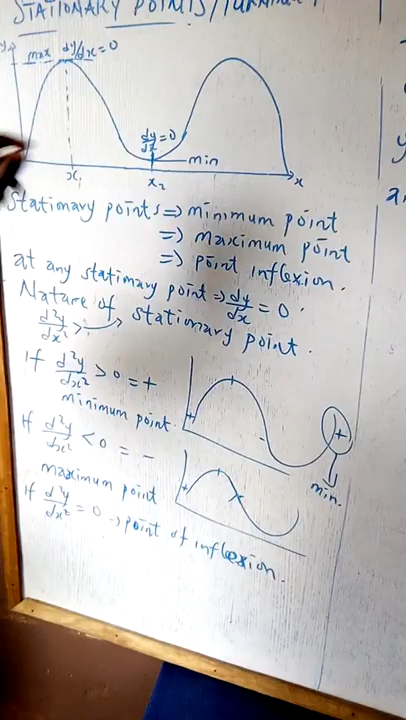 STATIONARY POINTS/TURNING
y
max dy/dx = 0
dy/dx = 0
min
x₁ x₂ x
Stationary points => minimum point
=> maximum point
=> point inflexion.
at any stationary point => dy/dx = 0.
Nature of stationary point.
d²y/dx² >
If d²y/dx² > 0 = +
minimum point.
If d²y/dx² < 0 = -
maximum point
If d²y/dx² = 0 -> point of inflexion.
+
+
min.
+